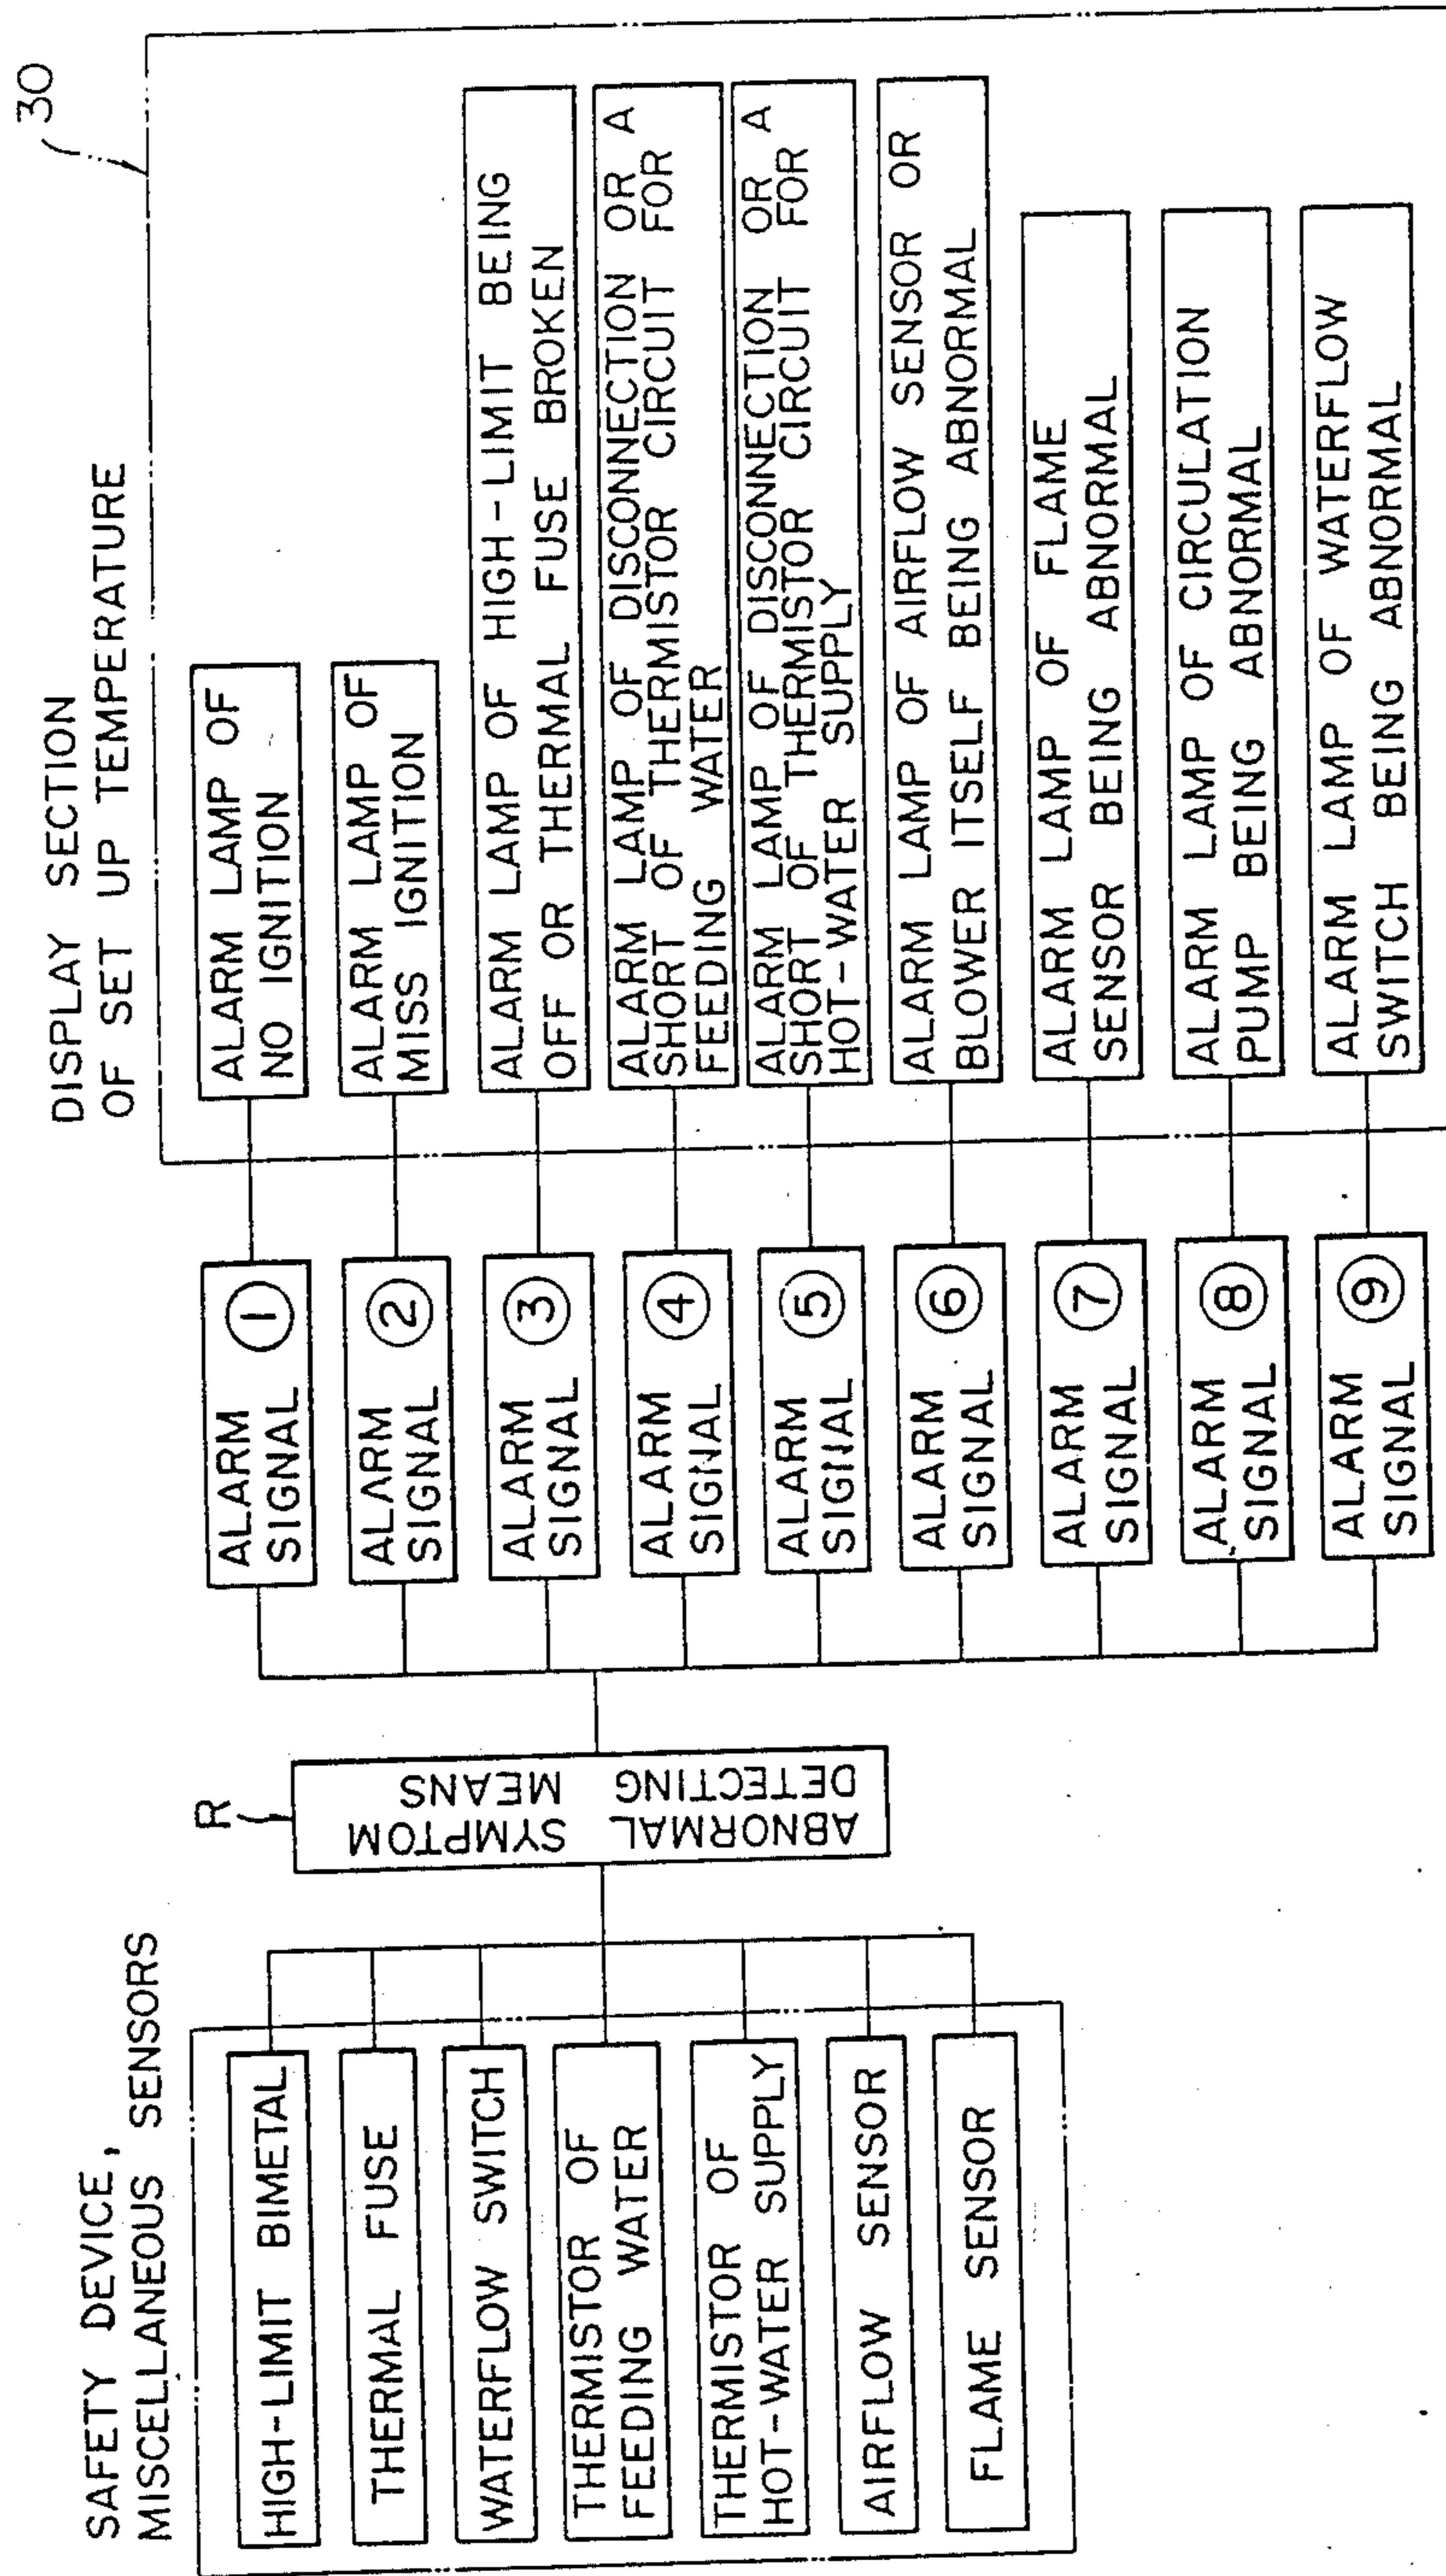 SAFETY DEVICE,
MISCELLANEOUS SENSORS
HIGH-LIMIT BIMETAL
THERMAL FUSE
WATERFLOW SWITCH
THERMISTOR OF
FEEDING WATER
THERMISTOR OF
HOT-WATER SUPPLY
AIRFLOW SENSOR
FLAME SENSOR
R
ABNORMAL SYMPTOM
DETECTING MEANS
ALARM
SIGNAL ①
ALARM
SIGNAL ②
ALARM
SIGNAL ③
ALARM
SIGNAL ④
ALARM
SIGNAL ⑤
ALARM
SIGNAL ⑥
ALARM
SIGNAL ⑦
ALARM
SIGNAL ⑧
ALARM
SIGNAL ⑨
DISPLAY SECTION
OF SET UP TEMPERATURE
30
ALARM LAMP OF
NO IGNITION
ALARM LAMP OF
MISS IGNITION
ALARM LAMP OF HIGH-LIMIT BEING
OFF OR THERMAL FUSE BROKEN
ALARM LAMP OF DISCONNECTION OR A
SHORT OF THERMISTOR CIRCUIT FOR
FEEDING WATER
ALARM LAMP OF DISCONNECTION OR A
SHORT OF THERMISTOR CIRCUIT FOR
HOT-WATER SUPPLY
ALARM LAMP OF AIRFLOW SENSOR OR
BLOWER ITSELF BEING ABNORMAL
ALARM LAMP OF FLAME
SENSOR BEING ABNORMAL
ALARM LAMP OF CIRCULATION
PUMP BEING ABNORMAL
ALARM LAMP OF WATERFLOW
SWITCH BEING ABNORMAL